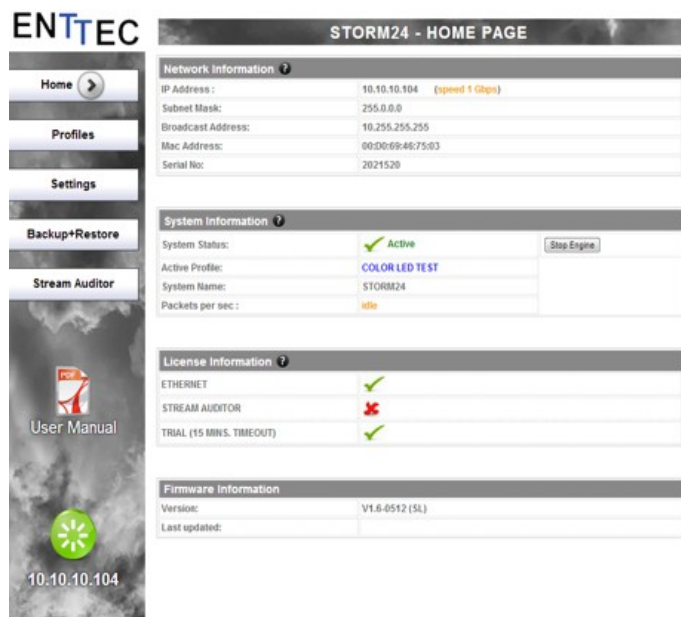 ENTTEC
STORM24 - HOME PAGE
Home
Profiles
Settings
Backup+Restore
Stream Auditor
PDF
User Manual
10.10.10.104
Network Information ?
IP Address : 10.10.10.104 (speed 1 Gbps)
Subnet Mask: 255.0.0.0
Broadcast Address: 10.255.255.255
Mac Address: 00:D0:69:46:75:03
Serial No: 2021520
System Information ?
System Status: Active Stop Engine
Active Profile: COLOR LED TEST
System Name: STORM24
Packets per sec : idle
License Information ?
ETHERNET
STREAM AUDITOR
TRIAL (15 MINS. TIMEOUT)
Firmware Information
Version: V1.6-0512 (SL)
Last updated: